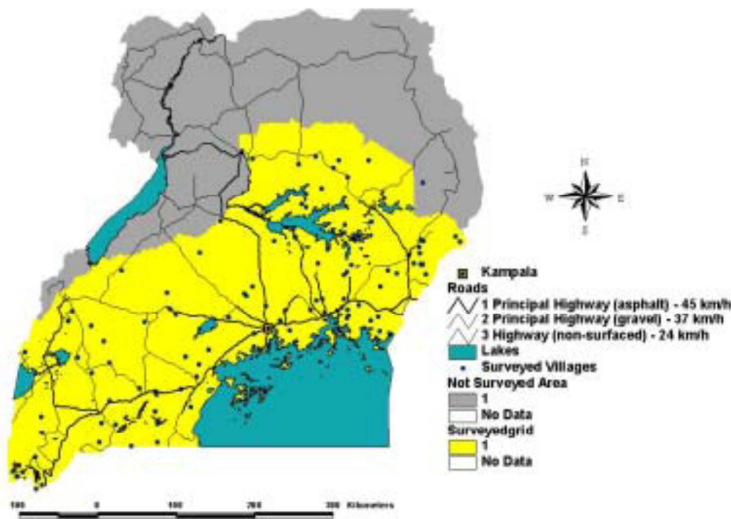 N
W E
S
Kampala
Roads
1 Principal Highway (asphalt) - 45 km/h
2 Principal Highway (gravel) - 37 km/h
3 Highway (non-surfaced) - 24 km/h
Lakes
Surveyed Villages
Not Surveyed Area
1
No Data
Surveyedgrid
1
No Data
100 0 100 200 300 Kilometers